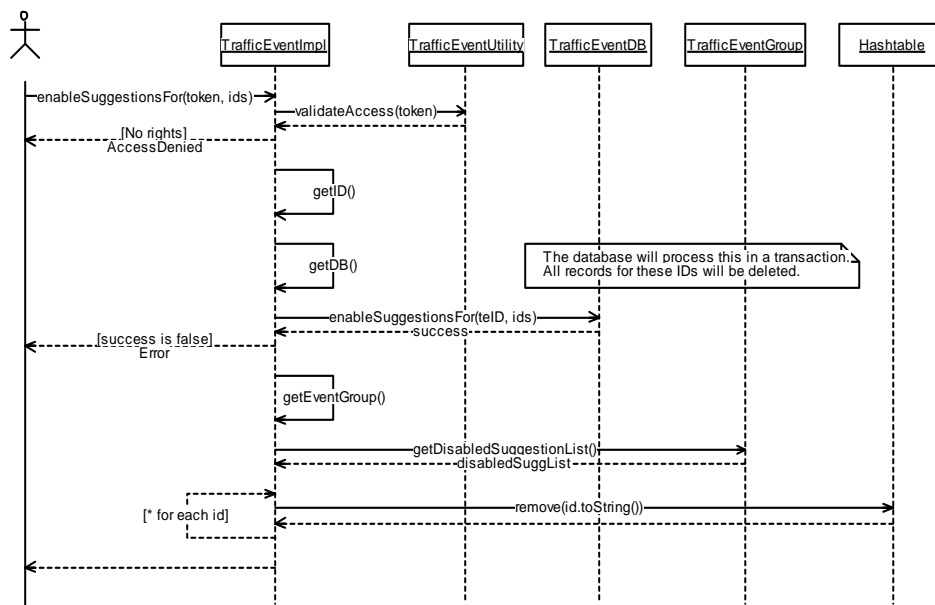 TrafficEventImpl
TrafficEventUtility
TrafficEventDB
TrafficEventGroup
Hashtable
enableSuggestionsFor(token, ids)
validateAccess(token)
[No rights]
AccessDenied
getID()
getDB()
The database will process this in a transaction.
All records for these IDs will be deleted.
enableSuggestionsFor(teID, ids)
success
[success is false]
Error
getEventGroup()
getDisabledSuggestionList()
disabledSuggList
[* for each id]
remove(id.toString())